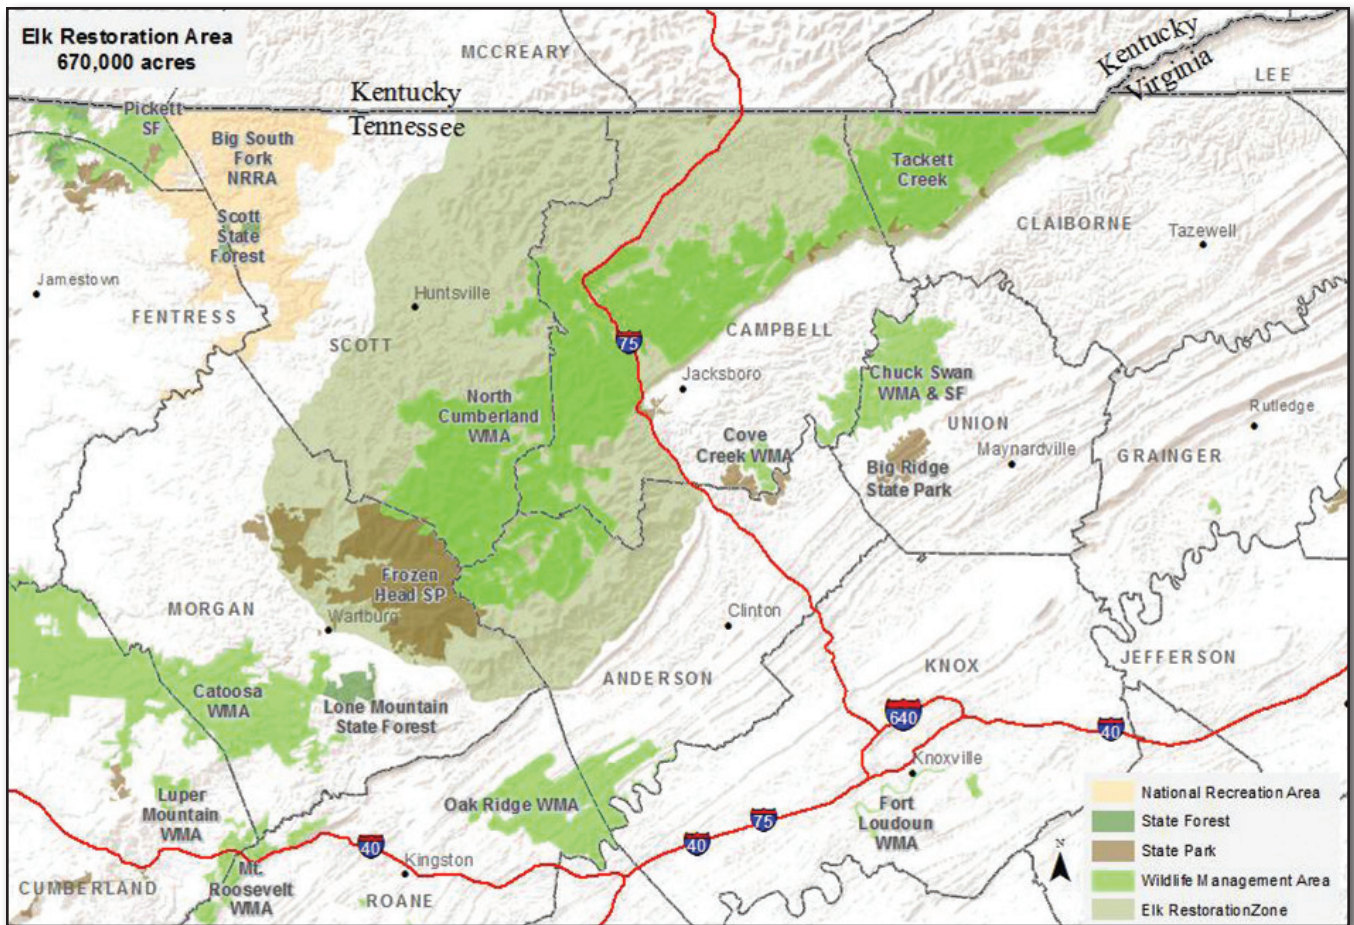 Elk Restoration Area
670,000 acres
MCCREARY
Kentucky
Virginia
LEE
Kentucky
Tennessee
Pickett
SF
Big South
Fork
NRRA
Tackett
Creek
Scott
State
Forest
CLAIBORNE
Tazewell
Jamestown
Huntsville
FENTRESS
SCOTT
CAMPBELL
75
Jacksboro
Chuck Swan
WMA & SF
North
Cumberland
WMA
Rutledge
UNION
Cove
Creek WMA
Maynardville
GRAINGER
Big Ridge
State Park
Frozen
Head SP
MORGAN
Wartburg
Clinton
KNOX
JEFFERSON
ANDERSON
Catoosa
WMA
Lone Mountain
State Forest
640
40
Knoxville
Luper
Mountain
WMA
Oak Ridge WMA
Fort
Loudoun
WMA
75
40
40
Kingston
Mt.
Roosevelt
WMA
CUMBERLAND
ROANE
N
National Recreation Area
State Forest
State Park
Wildlife Management Area
Elk RestorationZone